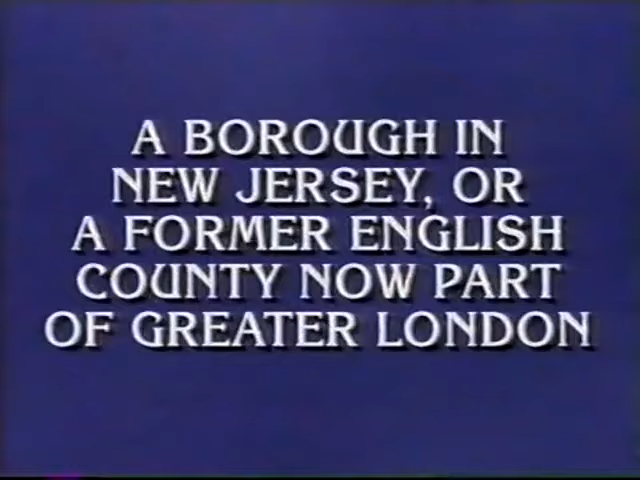 A BOROUGH IN
NEW JERSEY, OR
A FORMER ENGLISH
COUNTY NOW PART
OF GREATER LONDON